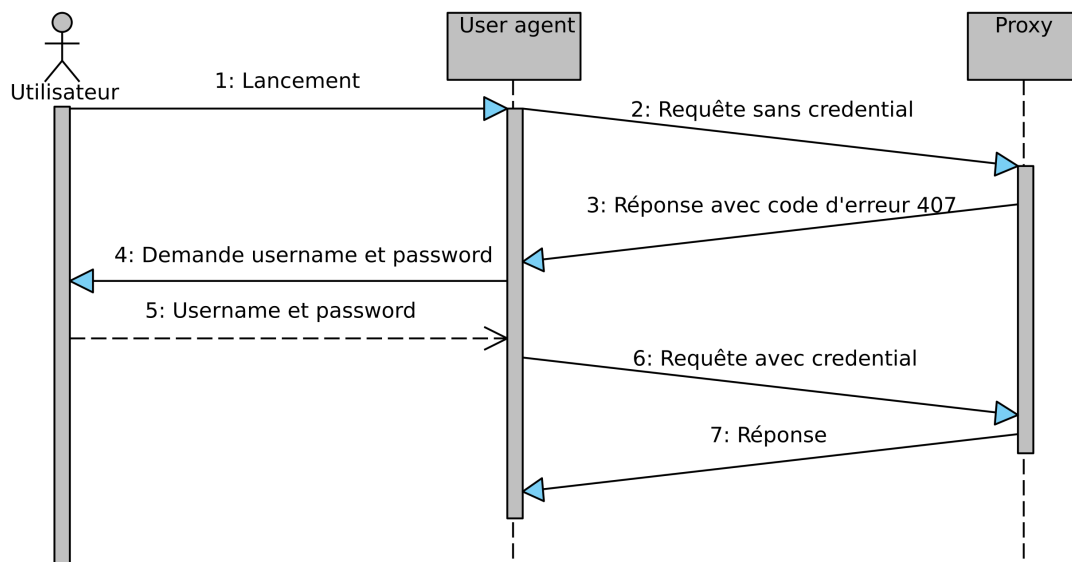 User agent
Proxy
Utilisateur
1: Lancement
2: Requête sans credential
3: Réponse avec code d'erreur 407
4: Demande username et password
5: Username et password
6: Requête avec credential
7: Réponse